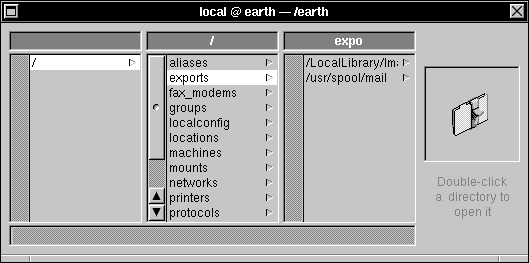 local @ earth — /earth
/
expo
/
aliases
exports
fax_modems
groups
localconfig
locations
machines
mounts
networks
printers
protocols
/LocalLibrary/Ima
/usr/spool/mail
Double-click
a directory to
open it